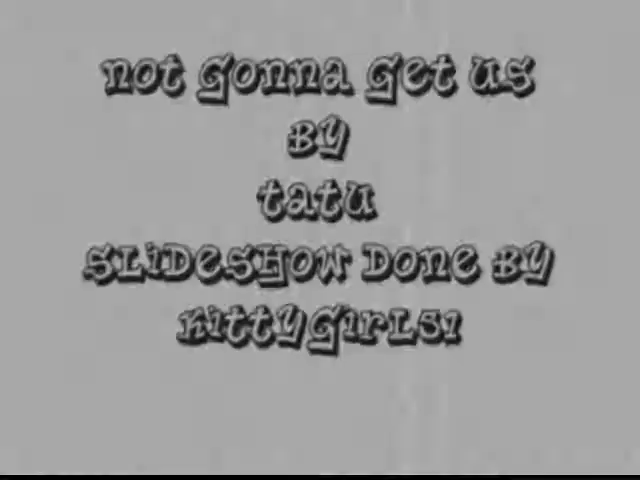 not gonna get us
By
tatu
SLiDeSHow Done By
KittyGirL51